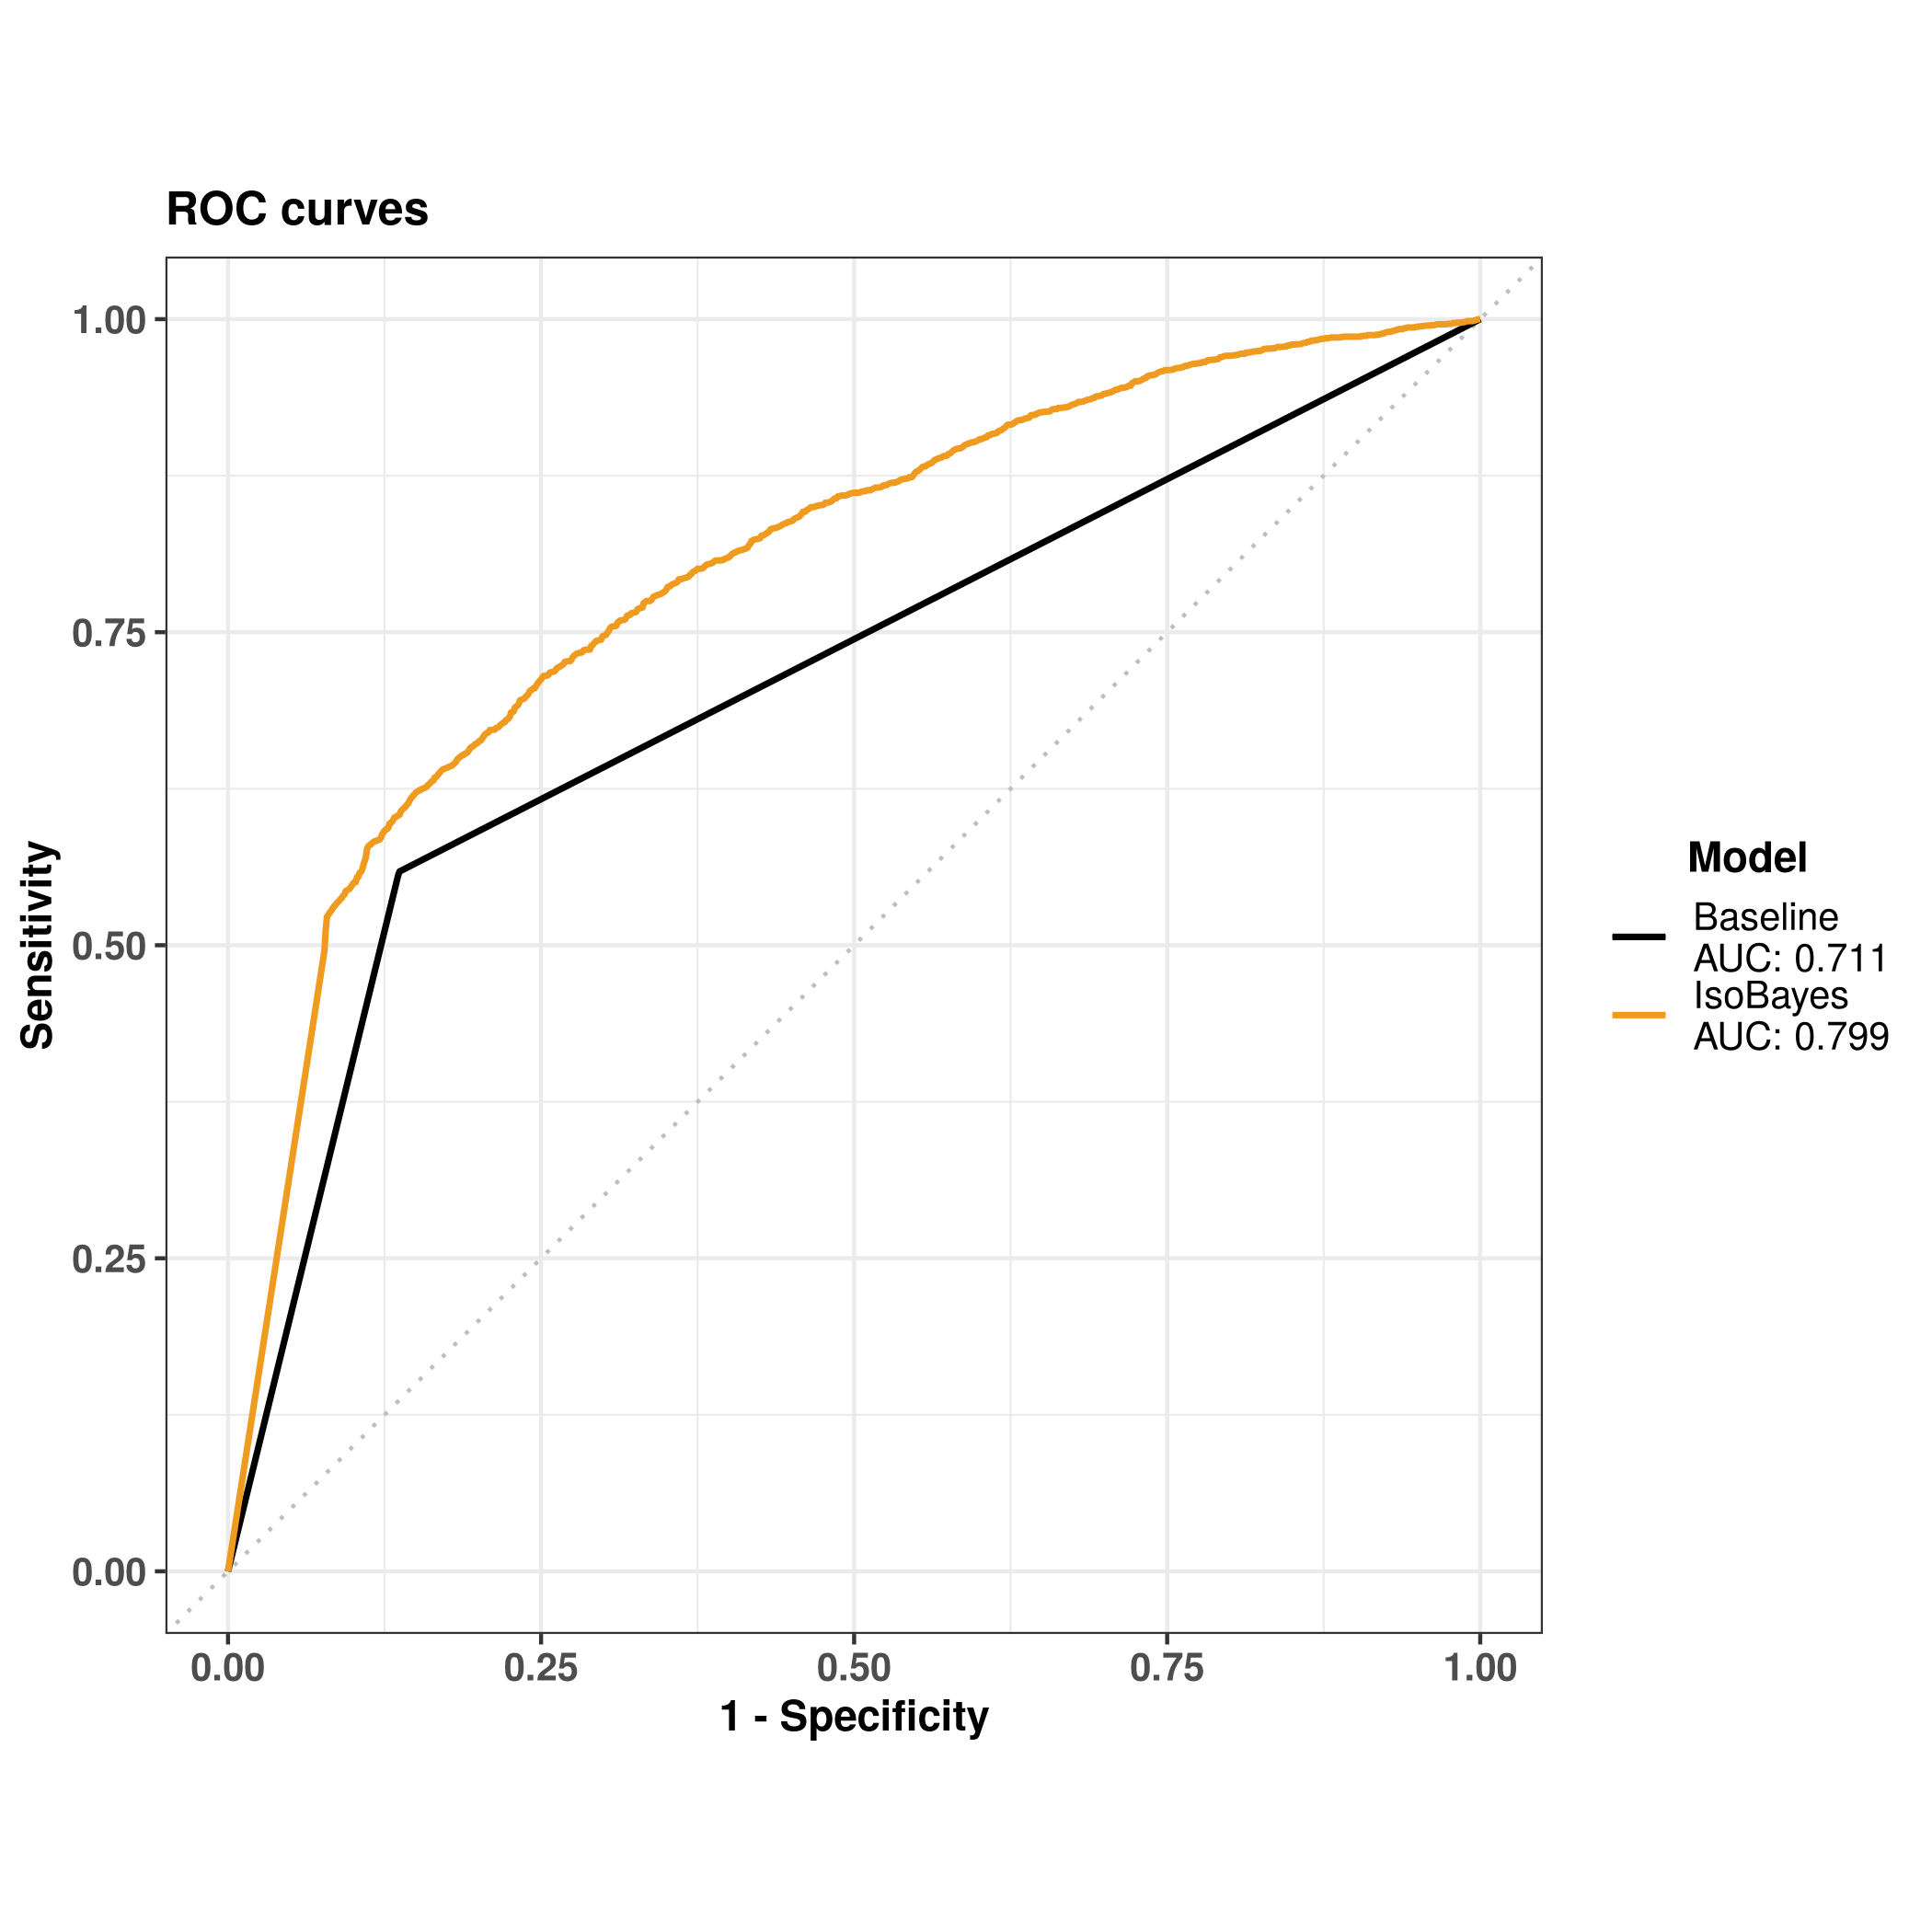 ROC curves
1.00
0.75
0.50
0.25
0.00
Sensitivity
0.00 0.25 0.50 0.75 1.00
1 - Specificity
Model
Baseline
AUC: 0.711
IsoBayes
AUC: 0.799